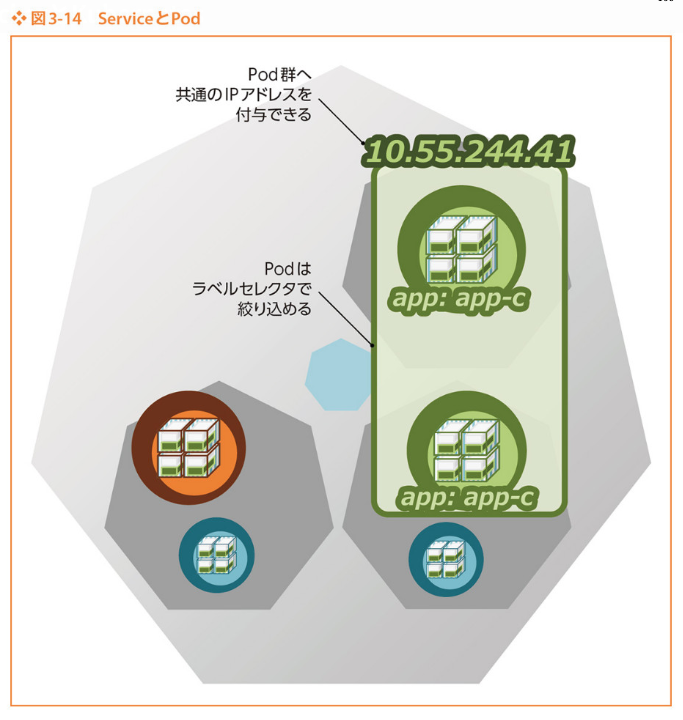 ❖ 図3-14 ServiceとPod
Pod群へ
共通のIPアドレスを
付与できる
10.55.244.41
app: app-c
Podは
ラベルセレクタで
絞り込める
app: app-c